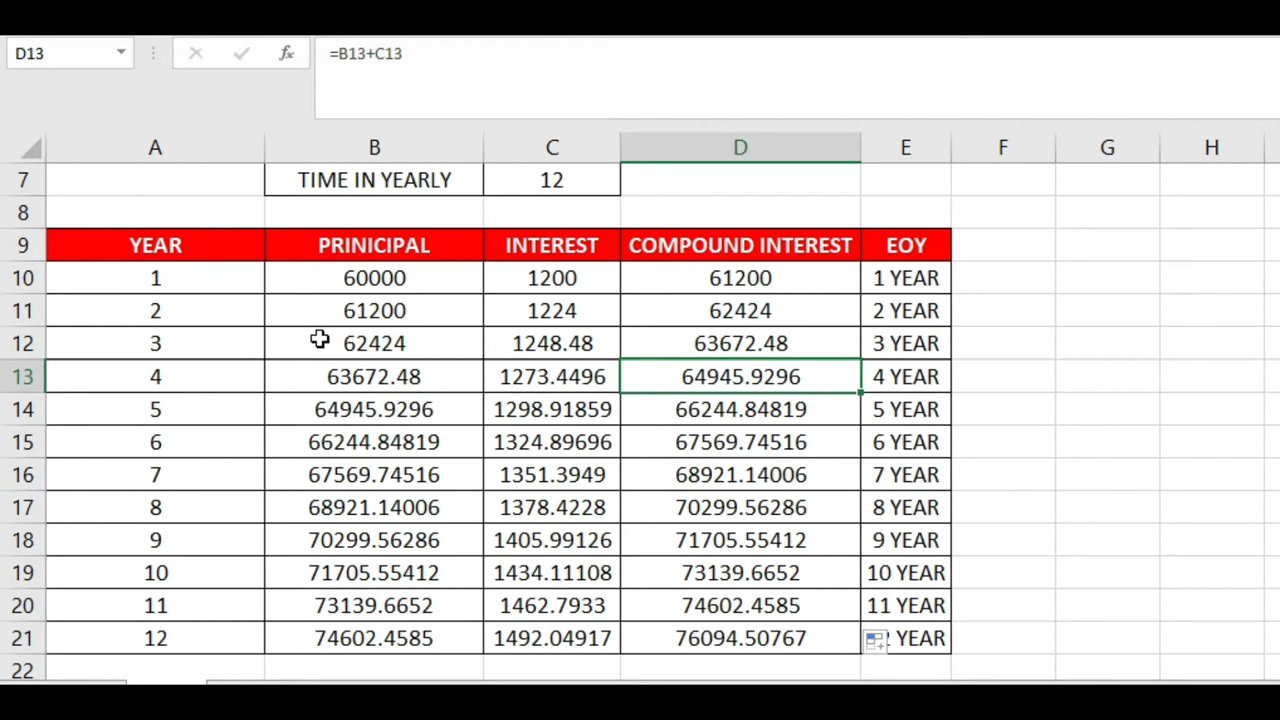 D13 fx =B13+C13
A B C D E F G H
7 TIME IN YEARLY 12
8
9 YEAR PRINICIPAL INTEREST COMPOUND INTEREST EOY
10 1 60000 1200 61200 1 YEAR
11 2 61200 1224 62424 2 YEAR
12 3 62424 1248.48 63672.48 3 YEAR
13 4 63672.48 1273.4496 64945.9296 4 YEAR
14 5 64945.9296 1298.91859 66244.84819 5 YEAR
15 6 66244.84819 1324.89696 67569.74516 6 YEAR
16 7 67569.74516 1351.3949 68921.14006 7 YEAR
17 8 68921.14006 1378.4228 70299.56286 8 YEAR
18 9 70299.56286 1405.99126 71705.55412 9 YEAR
19 10 71705.55412 1434.11108 73139.6652 10 YEAR
20 11 73139.6652 1462.7933 74602.4585 11 YEAR
21 12 74602.4585 1492.04917 76094.50767 YEAR
22